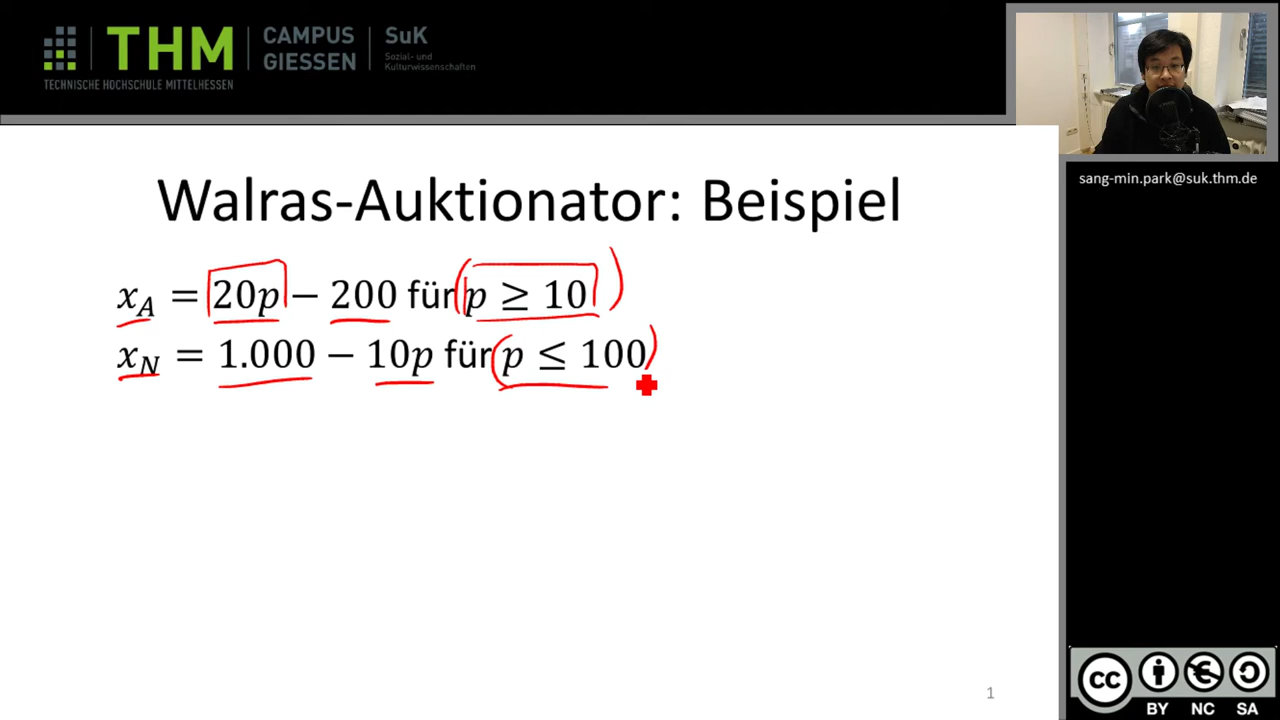 THM
TECHNISCHE HOCHSCHULE MITTELHESSEN
CAMPUS
GIESSEN
SuK
Sozial- und
Kulturwissenschaften
sang-min.park@suk.thm.de
Walras-Auktionator: Beispiel
x_A = 20p − 200 für p ≥ 10
x_N = 1.000 − 10p für p ≤ 100
1
cc
BY NC SA